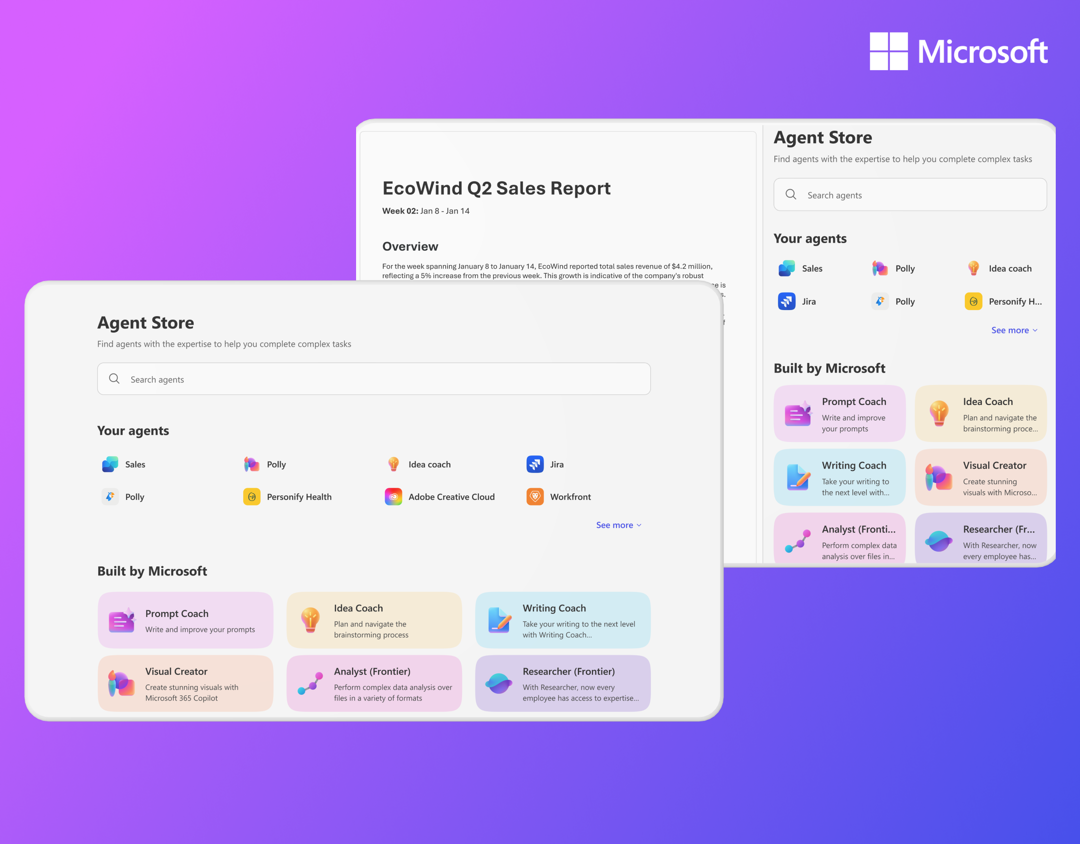 Microsoft
EcoWind Q2 Sales Report
Week 02: Jan 8 - Jan 14
Overview
For the week spanning January 8 to January 14, EcoWind reported total sales revenue of $4.2 million,
reflecting a 5% increase from the previous week. This growth is indicative of the company's robust
e is
s.
Agent Store
Find agents with the expertise to help you complete complex tasks
Search agents
Your agents
Sales
Polly
Idea coach
Jira
Polly
Personify H...
See more
Built by Microsoft
Prompt Coach
Write and improve
your prompts
Idea Coach
Plan and navigate the
brainstorming proce...
Writing Coach
Take your writing to
the next level with...
Visual Creator
Create stunning
visuals with Microso...
Analyst (Fronti...
Perform complex data
analysis over files in...
Researcher (Fr...
With Researcher, now
every employee has...
Agent Store
Find agents with the expertise to help you complete complex tasks
Search agents
Your agents
Sales
Polly
Idea coach
Jira
Polly
Personify Health
Adobe Creative Cloud
Workfront
See more
Built by Microsoft
Prompt Coach
Write and improve your prompts
Idea Coach
Plan and navigate the
brainstorming process
Writing Coach
Take your writing to the next level
with Writing Coach...
Visual Creator
Create stunning visuals with
Microsoft 365 Copilot
Analyst (Frontier)
Perform complex data analysis over
files in a variety of formats
Researcher (Frontier)
With Researcher, now every
employee has access to expertise...